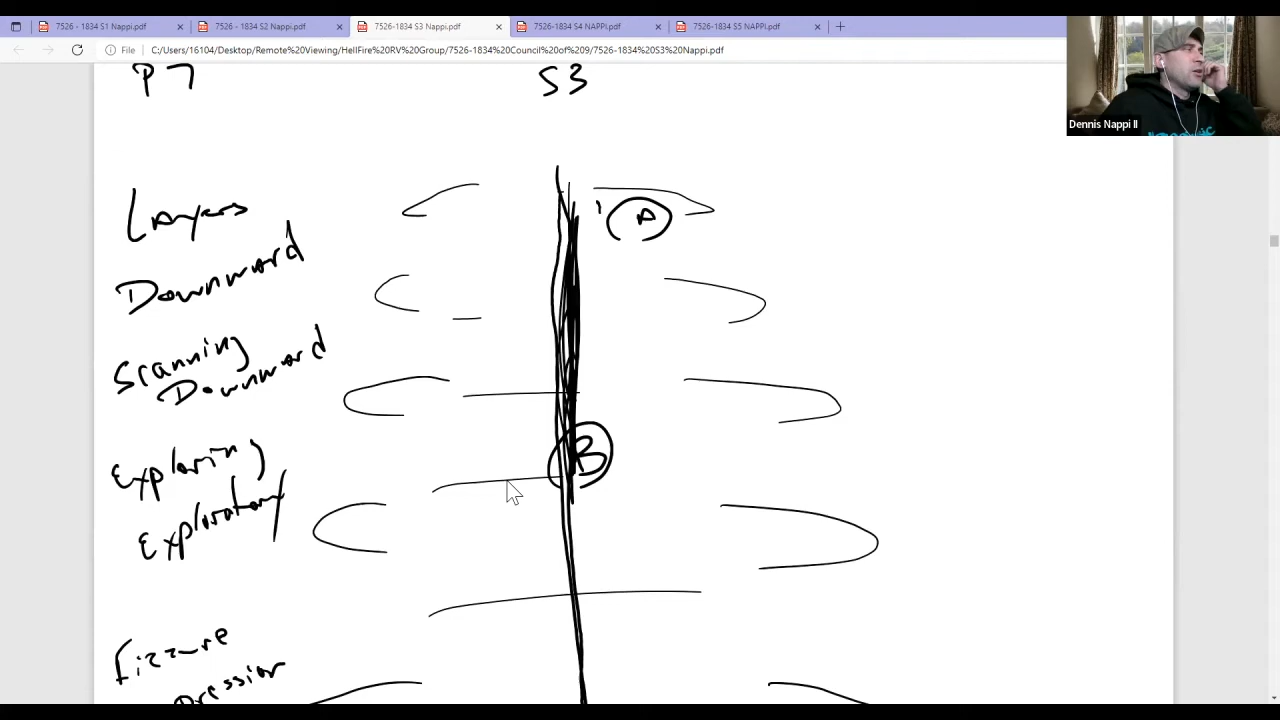 7526 - 1834 S1 Nappi.pdf
7526 - 1834 S2 Nappi.pdf
7526-1834 S3 Nappi.pdf
7526-1834 S4 NAPPI.pdf
7526-1834 S5 NAPPI.pdf
File
C:/Users/16104/Desktop/Remote%20Viewing/HellFire%20RV%20Group/7526-1834%20Council%20of%209/7526-1834%20S3%20Nappi.pdf
Dennis Nappi II
P7
S3
Layers
A
Downward
Scanning
Downward
Exploring
B
Exploratory
Fizzure